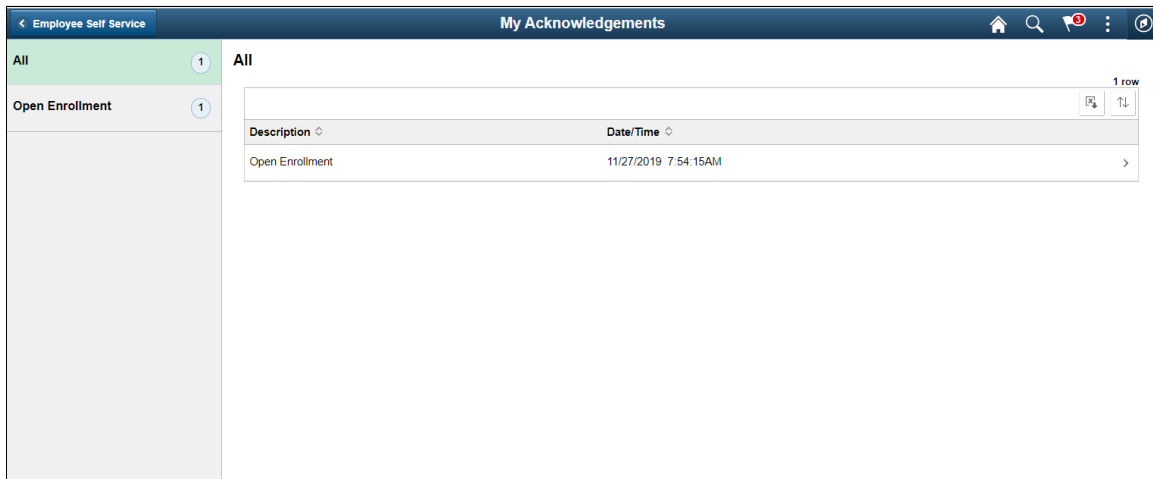 Employee Self Service
My Acknowledgements
3
All
1
Open Enrollment
1
All
1 row
Description
Date/Time
Open Enrollment
11/27/2019 7:54:15AM